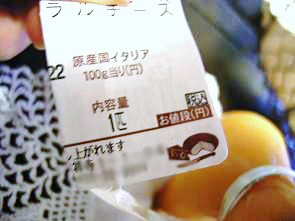 ラルチーズ
原産国イタリア
22
100g当り(円)
内容量
税込
1匹
お値段(円)
上がれます